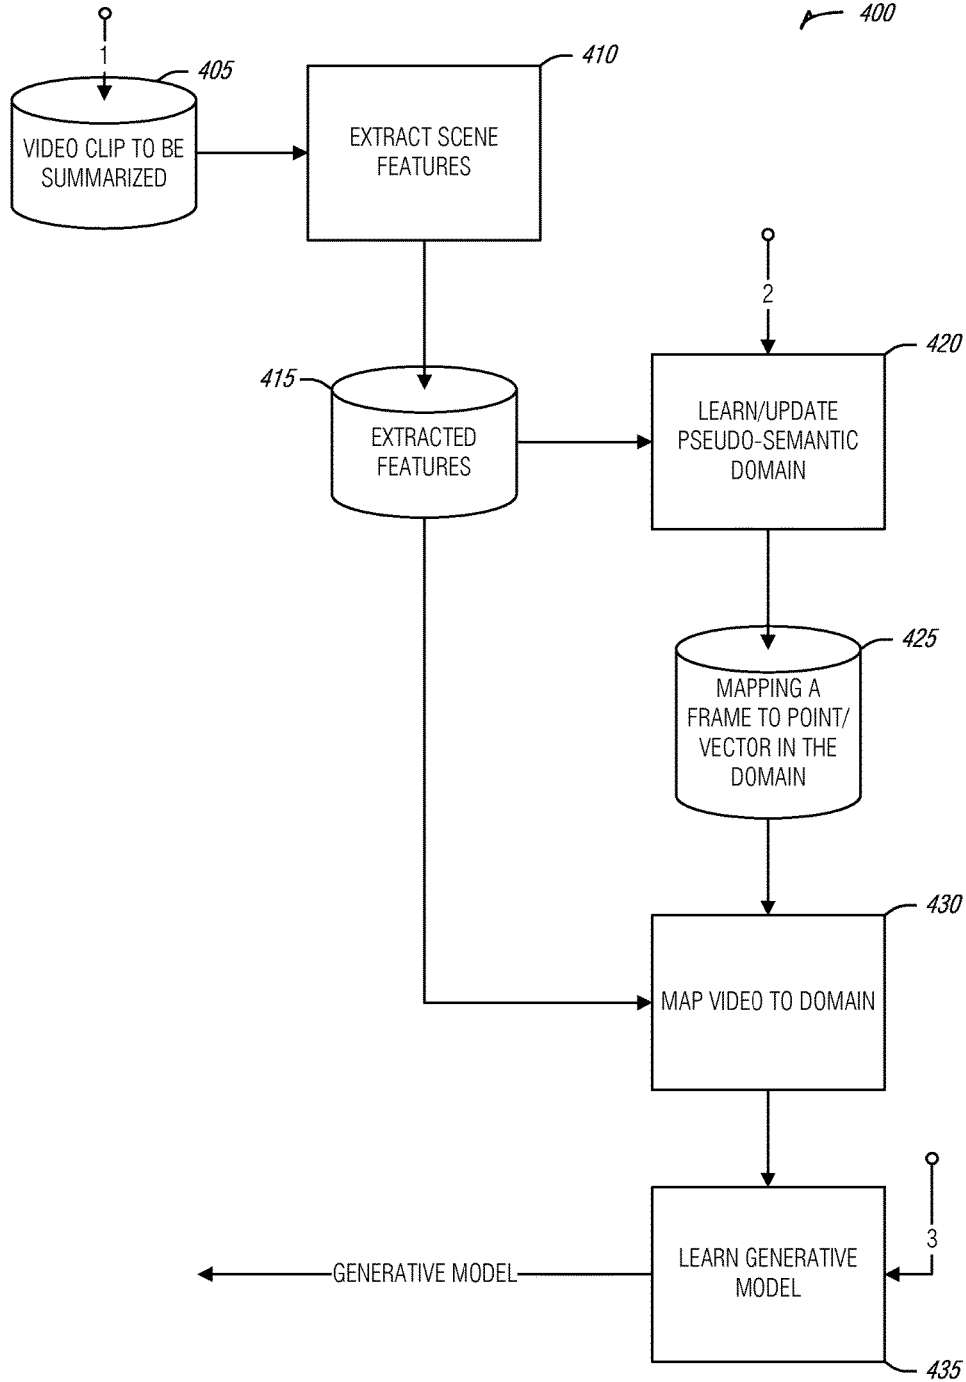 400
1
405
VIDEO CLIP TO BE
SUMMARIZED
410
EXTRACT SCENE
FEATURES
2
415
EXTRACTED
FEATURES
420
LEARN/UPDATE
PSEUDO-SEMANTIC
DOMAIN
425
MAPPING A
FRAME TO POINT/
VECTOR IN THE
DOMAIN
430
MAP VIDEO TO DOMAIN
3
LEARN GENERATIVE
MODEL
GENERATIVE MODEL
435